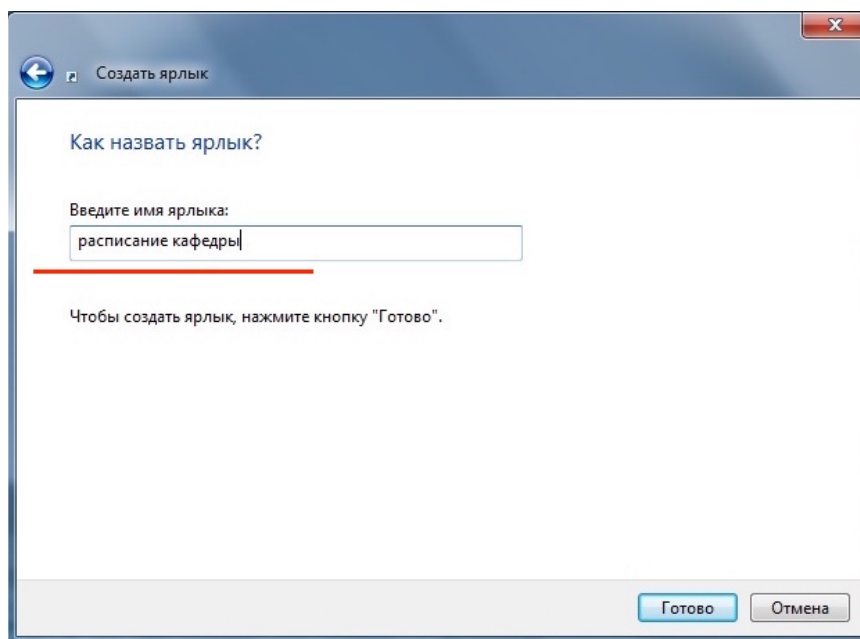 Создать ярлык
Как назвать ярлык?
Введите имя ярлыка:
расписание кафедры
Чтобы создать ярлык, нажмите кнопку "Готово".
Готово
Отмена